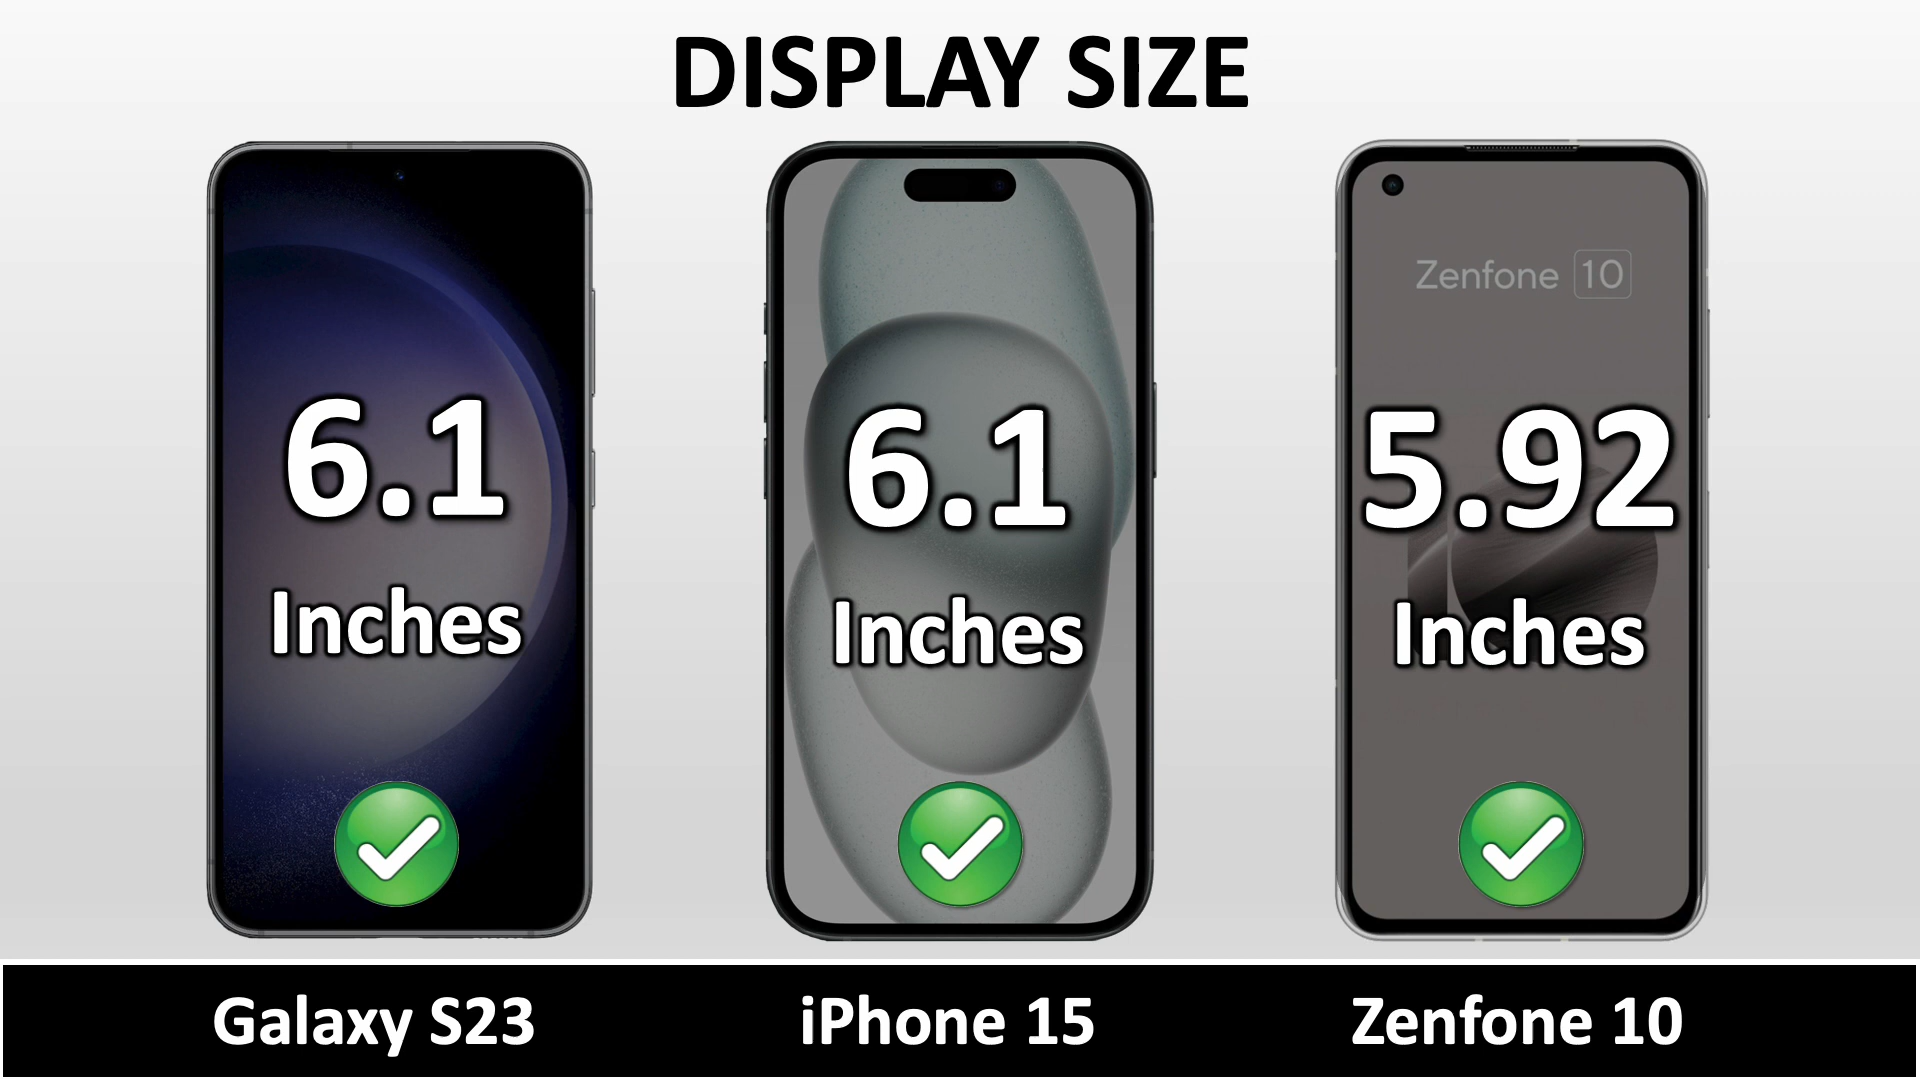 DISPLAY SIZE
Zenfone 10
6.1
Inches
6.1
Inches
5.92
Inches
Galaxy S23
iPhone 15
Zenfone 10